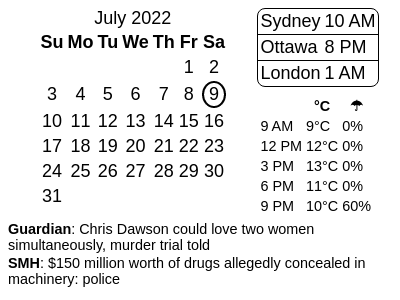 July 2022
Su Mo Tu We Th Fr Sa
1 2
3 4 5 6 7 8 9
10 11 12 13 14 15 16
17 18 19 20 21 22 23
24 25 26 27 28 29 30
31
Sydney 10 AM
Ottawa 8 PM
London 1 AM
°C ☂
9 AM 9°C 0%
12 PM 12°C 0%
3 PM 13°C 0%
6 PM 11°C 0%
9 PM 10°C 60%
Guardian: Chris Dawson could love two women
simultaneously, murder trial told
SMH: $150 million worth of drugs allegedly concealed in
machinery: police